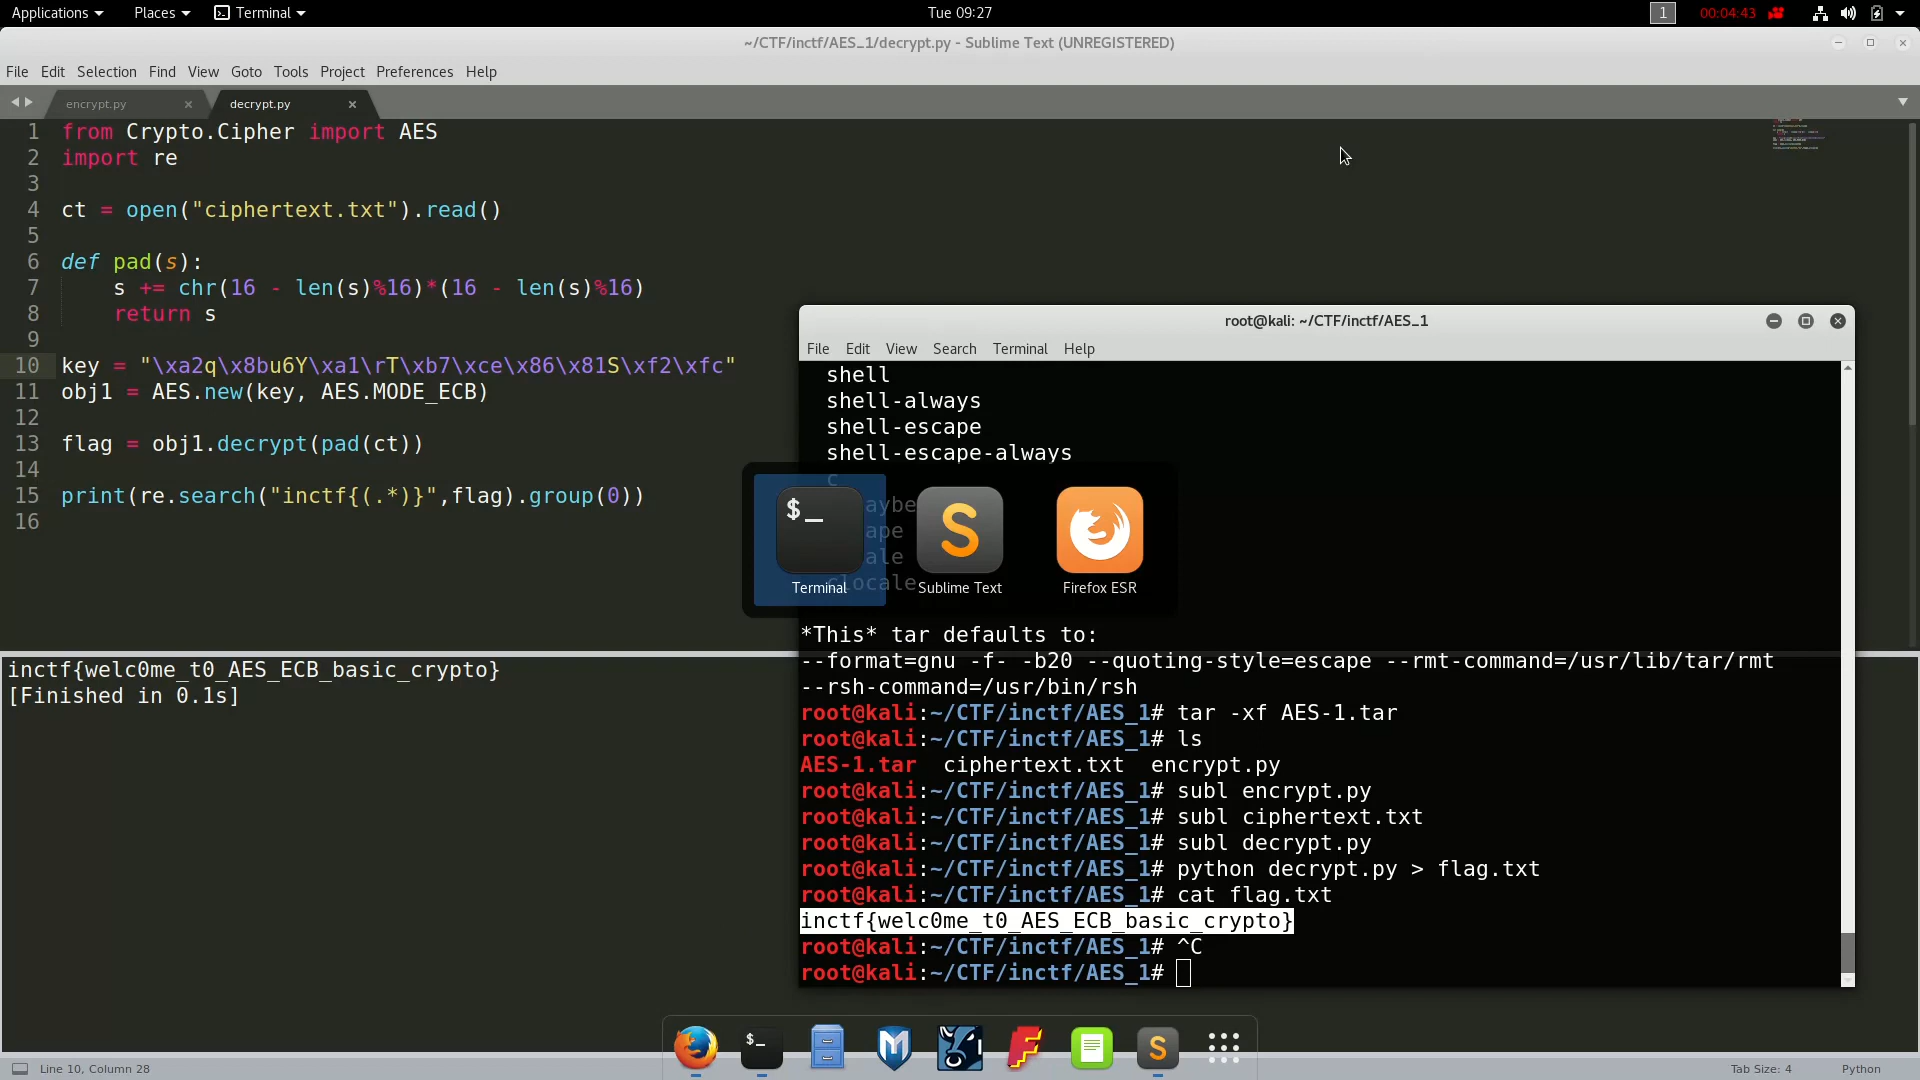 Applications Places Terminal Tue 09:27 1 00:04:43
~/CTF/inctf/AES_1/decrypt.py - Sublime Text (UNREGISTERED)
File Edit Selection Find View Goto Tools Project Preferences Help
encrypt.py × decrypt.py ×
1 from Crypto.Cipher import AES
2 import re
3
4 ct = open("ciphertext.txt").read()
5
6 def pad(s):
7 s += chr(16 - len(s)%16)*(16 - len(s)%16)
8 return s
9
10 key = "\xa2q\x8bu6Y\xa1\rT\xb7\xce\x86\x81S\xf2\xfc"
11 obj1 = AES.new(key, AES.MODE_ECB)
12
13 flag = obj1.decrypt(pad(ct))
14
15 print(re.search("inctf{(.*)}",flag).group(0))
16
inctf{welc0me_t0_AES_ECB_basic_crypto}
[Finished in 0.1s]
root@kali: ~/CTF/inctf/AES_1
File Edit View Search Terminal Help
shell
shell-always
shell-escape
shell-escape-always
c
aybe
ape
ale
clocale
$_
S
Terminal Sublime Text Firefox ESR
*This* tar defaults to:
--format=gnu -f- -b20 --quoting-style=escape --rmt-command=/usr/lib/tar/rmt
--rsh-command=/usr/bin/rsh
root@kali:~/CTF/inctf/AES_1# tar -xf AES-1.tar
root@kali:~/CTF/inctf/AES_1# ls
AES-1.tar ciphertext.txt encrypt.py
root@kali:~/CTF/inctf/AES_1# subl encrypt.py
root@kali:~/CTF/inctf/AES_1# subl ciphertext.txt
root@kali:~/CTF/inctf/AES_1# subl decrypt.py
root@kali:~/CTF/inctf/AES_1# python decrypt.py > flag.txt
root@kali:~/CTF/inctf/AES_1# cat flag.txt
inctf{welc0me_t0_AES_ECB_basic_crypto}
root@kali:~/CTF/inctf/AES_1# ^C
root@kali:~/CTF/inctf/AES_1#
$_ M F S
Line 10, Column 28 Tab Size: 4 Python